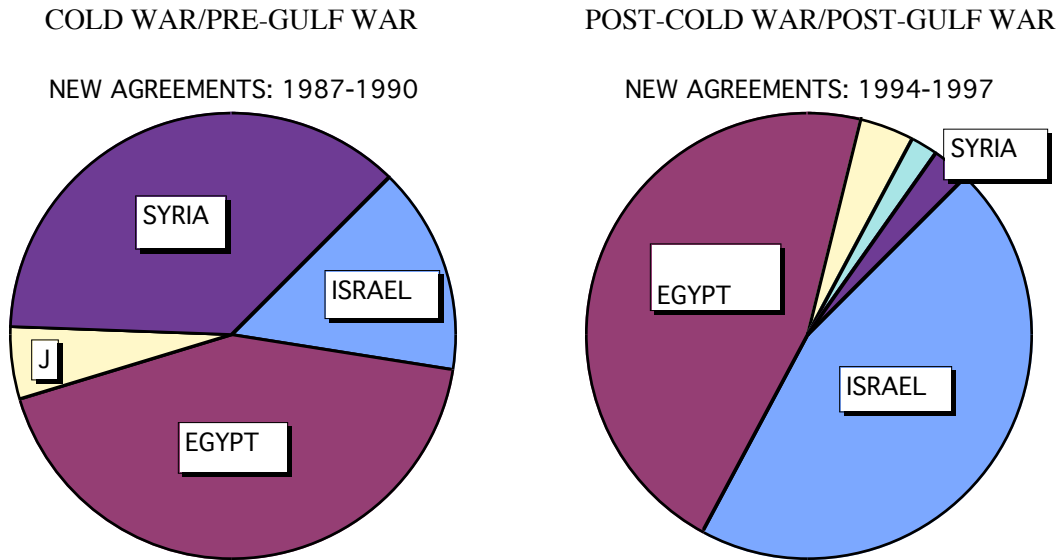 COLD WAR/PRE-GULF WAR
NEW AGREEMENTS: 1987-1990
SYRIA
ISRAEL
J
EGYPT
POST-COLD WAR/POST-GULF WAR
NEW AGREEMENTS: 1994-1997
SYRIA
EGYPT
ISRAEL